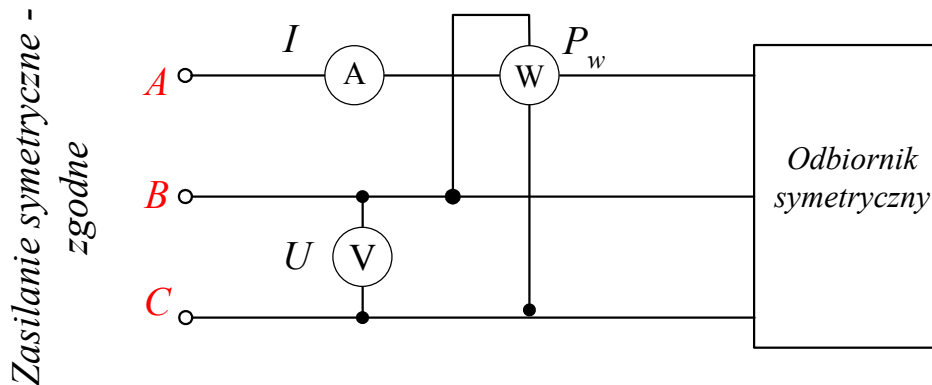 Zasilanie symetryczne -
zgodne
I
P_w
A
A
W
B
Odbiornik
symetryczny
U
V
C